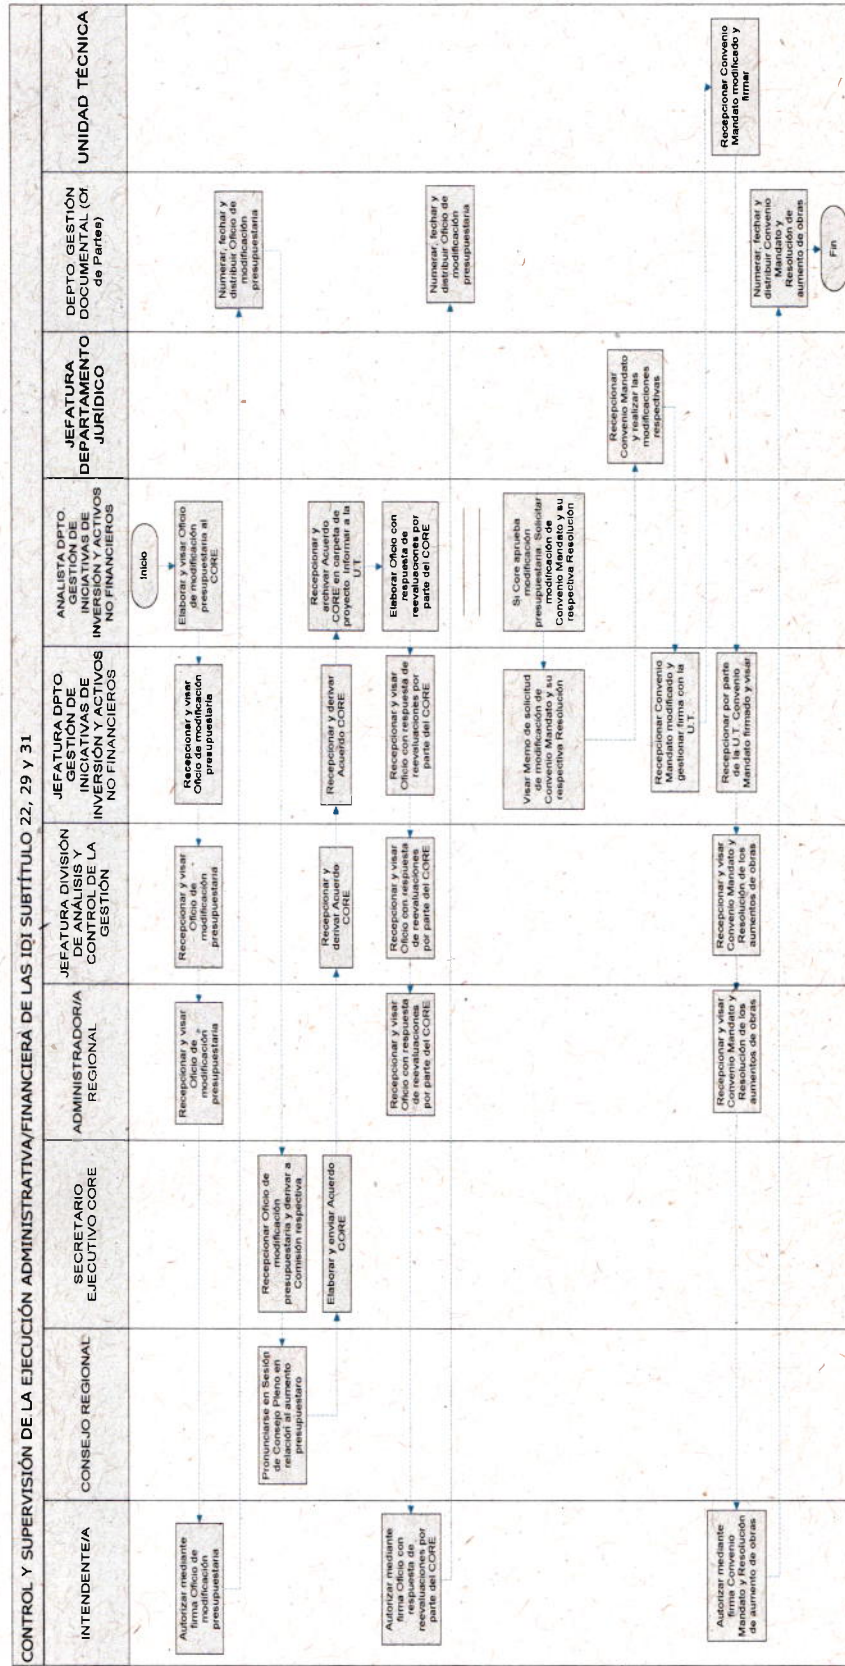 CONTROL Y SUPERVISIÓN DE LA EJECUCIÓN ADMINISTRATIVA/FINANCIERA DE LAS IDI SUBTÍTULO 22, 29 y 31
INTENDENTE/A
CONSEJO REGIONAL
SECRETARIO
EJECUTIVO CORE
ADMINISTRADOR/A
REGIONAL
JEFATURA DIVISIÓN
DE ANÁLISIS Y
CONTROL DE LA
GESTIÓN
JEFATURA DPTO.
GESTIÓN DE
INICIATIVAS DE
INVERSIÓN Y ACTIVOS
NO FINANCIEROS
ANALISTA DPTO.
GESTIÓN DE
INICIATIVAS DE
INVERSIÓN Y ACTIVOS
NO FINANCIEROS
JEFATURA
DEPARTAMENTO
JURÍDICO
DEPTO. GESTIÓN
DOCUMENTAL (Of.
de Partes)
UNIDAD TÉCNICA
Inicio
Autorizar mediante
firma Oficio de
modificación
presupuestaria
Recepcionar y visar
Oficio de
modificación
presupuestaria
Recepcionar y visar
Oficio de
modificación
presupuestaria
Recepcionar y visar
Oficio de modificación
presupuestaria
Elaborar y visar Oficio
de modificación
presupuestaria al
CORE
Numerar, fechar y
distribuir Oficio de
modificación
presupuestaria
Pronunciarse en Sesión
de Consejo Pleno en
relación al aumento
presupuestaro
Recepcionar Oficio de
modificación
presupuestaria y derivar a
Comisión respectiva
Elaborar y enviar Acuerdo
CORE
Recepcionar y
derivar Acuerdo
CORE
Recepcionar y derivar
Acuerdo CORE
Recepcionar y
archivar Acuerdo
CORE en carpeta de
proyecto. Informar a la
U.T
Autorizar mediante
firma Oficio con
respuesta de
reevaluaciones por
parte del CORE
Recepcionar y visar
Oficio con respuesta
de reevaluaciones
por parte del CORE
Recepcionar y visar
Oficio con respuesta
de reevaluaciones
por parte del CORE
Recepcionar y visar
Oficio con respuesta de
reevaluaciones por
parte del CORE
Elaborar Oficio con
respuesta de
reevaluaciones por
parte del CORE
Numerar, fechar y
distribuir Oficio de
modificación
presupuestaria
Visar Memo de solicitud
de modificación de
Convenio Mandato y su
respectiva Resolución
Si Core aprueba
modificación
presupuestaria. Solicitar
modificación de
Convenio Mandato y su
respectiva Resolución
Recepcionar
Convenio Mandato
y realizar las
modificaciones
respectivas
Recepcionar Convenio
Mandato modificado y
gestionar firma con la
U.T.
Recepcionar Convenio
Mandato modificado y
firmar
Autorizar mediante
firma Convenio
Mandato y Resolución
de aumento de obras
Recepcionar y visar
Convenio Mandato y
Resolución de los
aumentos de obras
Recepcionar y visar
Convenio Mandato y
Resolución de los
aumentos de obras
Recepcionar por parte
de la U.T. Convenio
Mandato firmado y visar
Numerar, fechar y
distribuir Convenio
Mandato y
Resolución de
aumento de obras
Fin